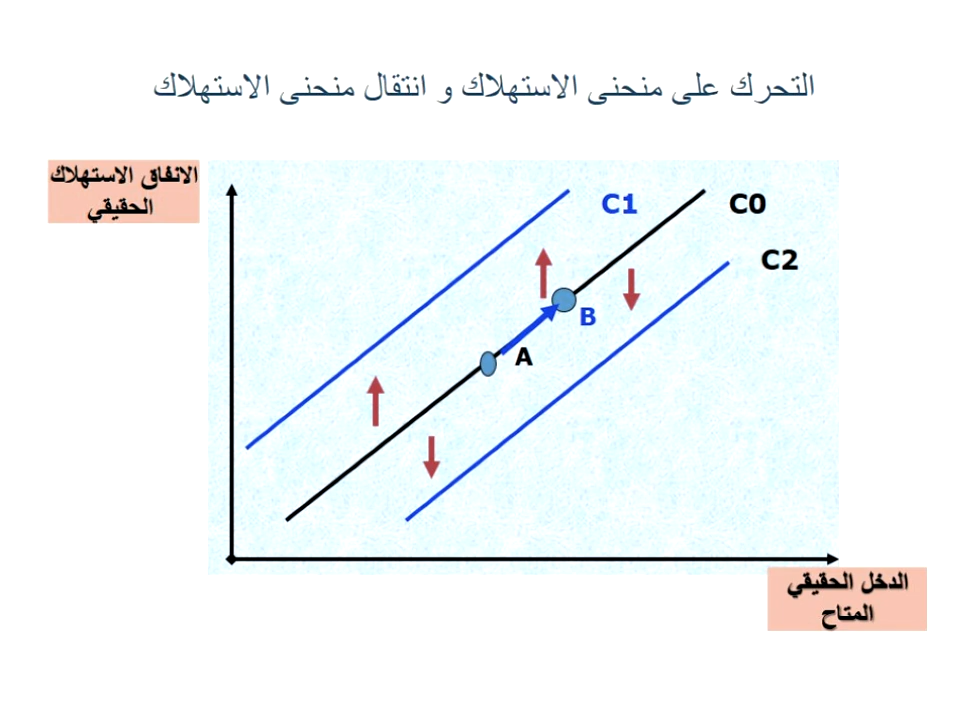 التحرك على منحنى الاستهلاك و انتقال منحنى الاستهلاك
الانفاق الاستهلاك
الحقيقي
C1
C0
C2
B
A
الدخل الحقيقي
المتاح